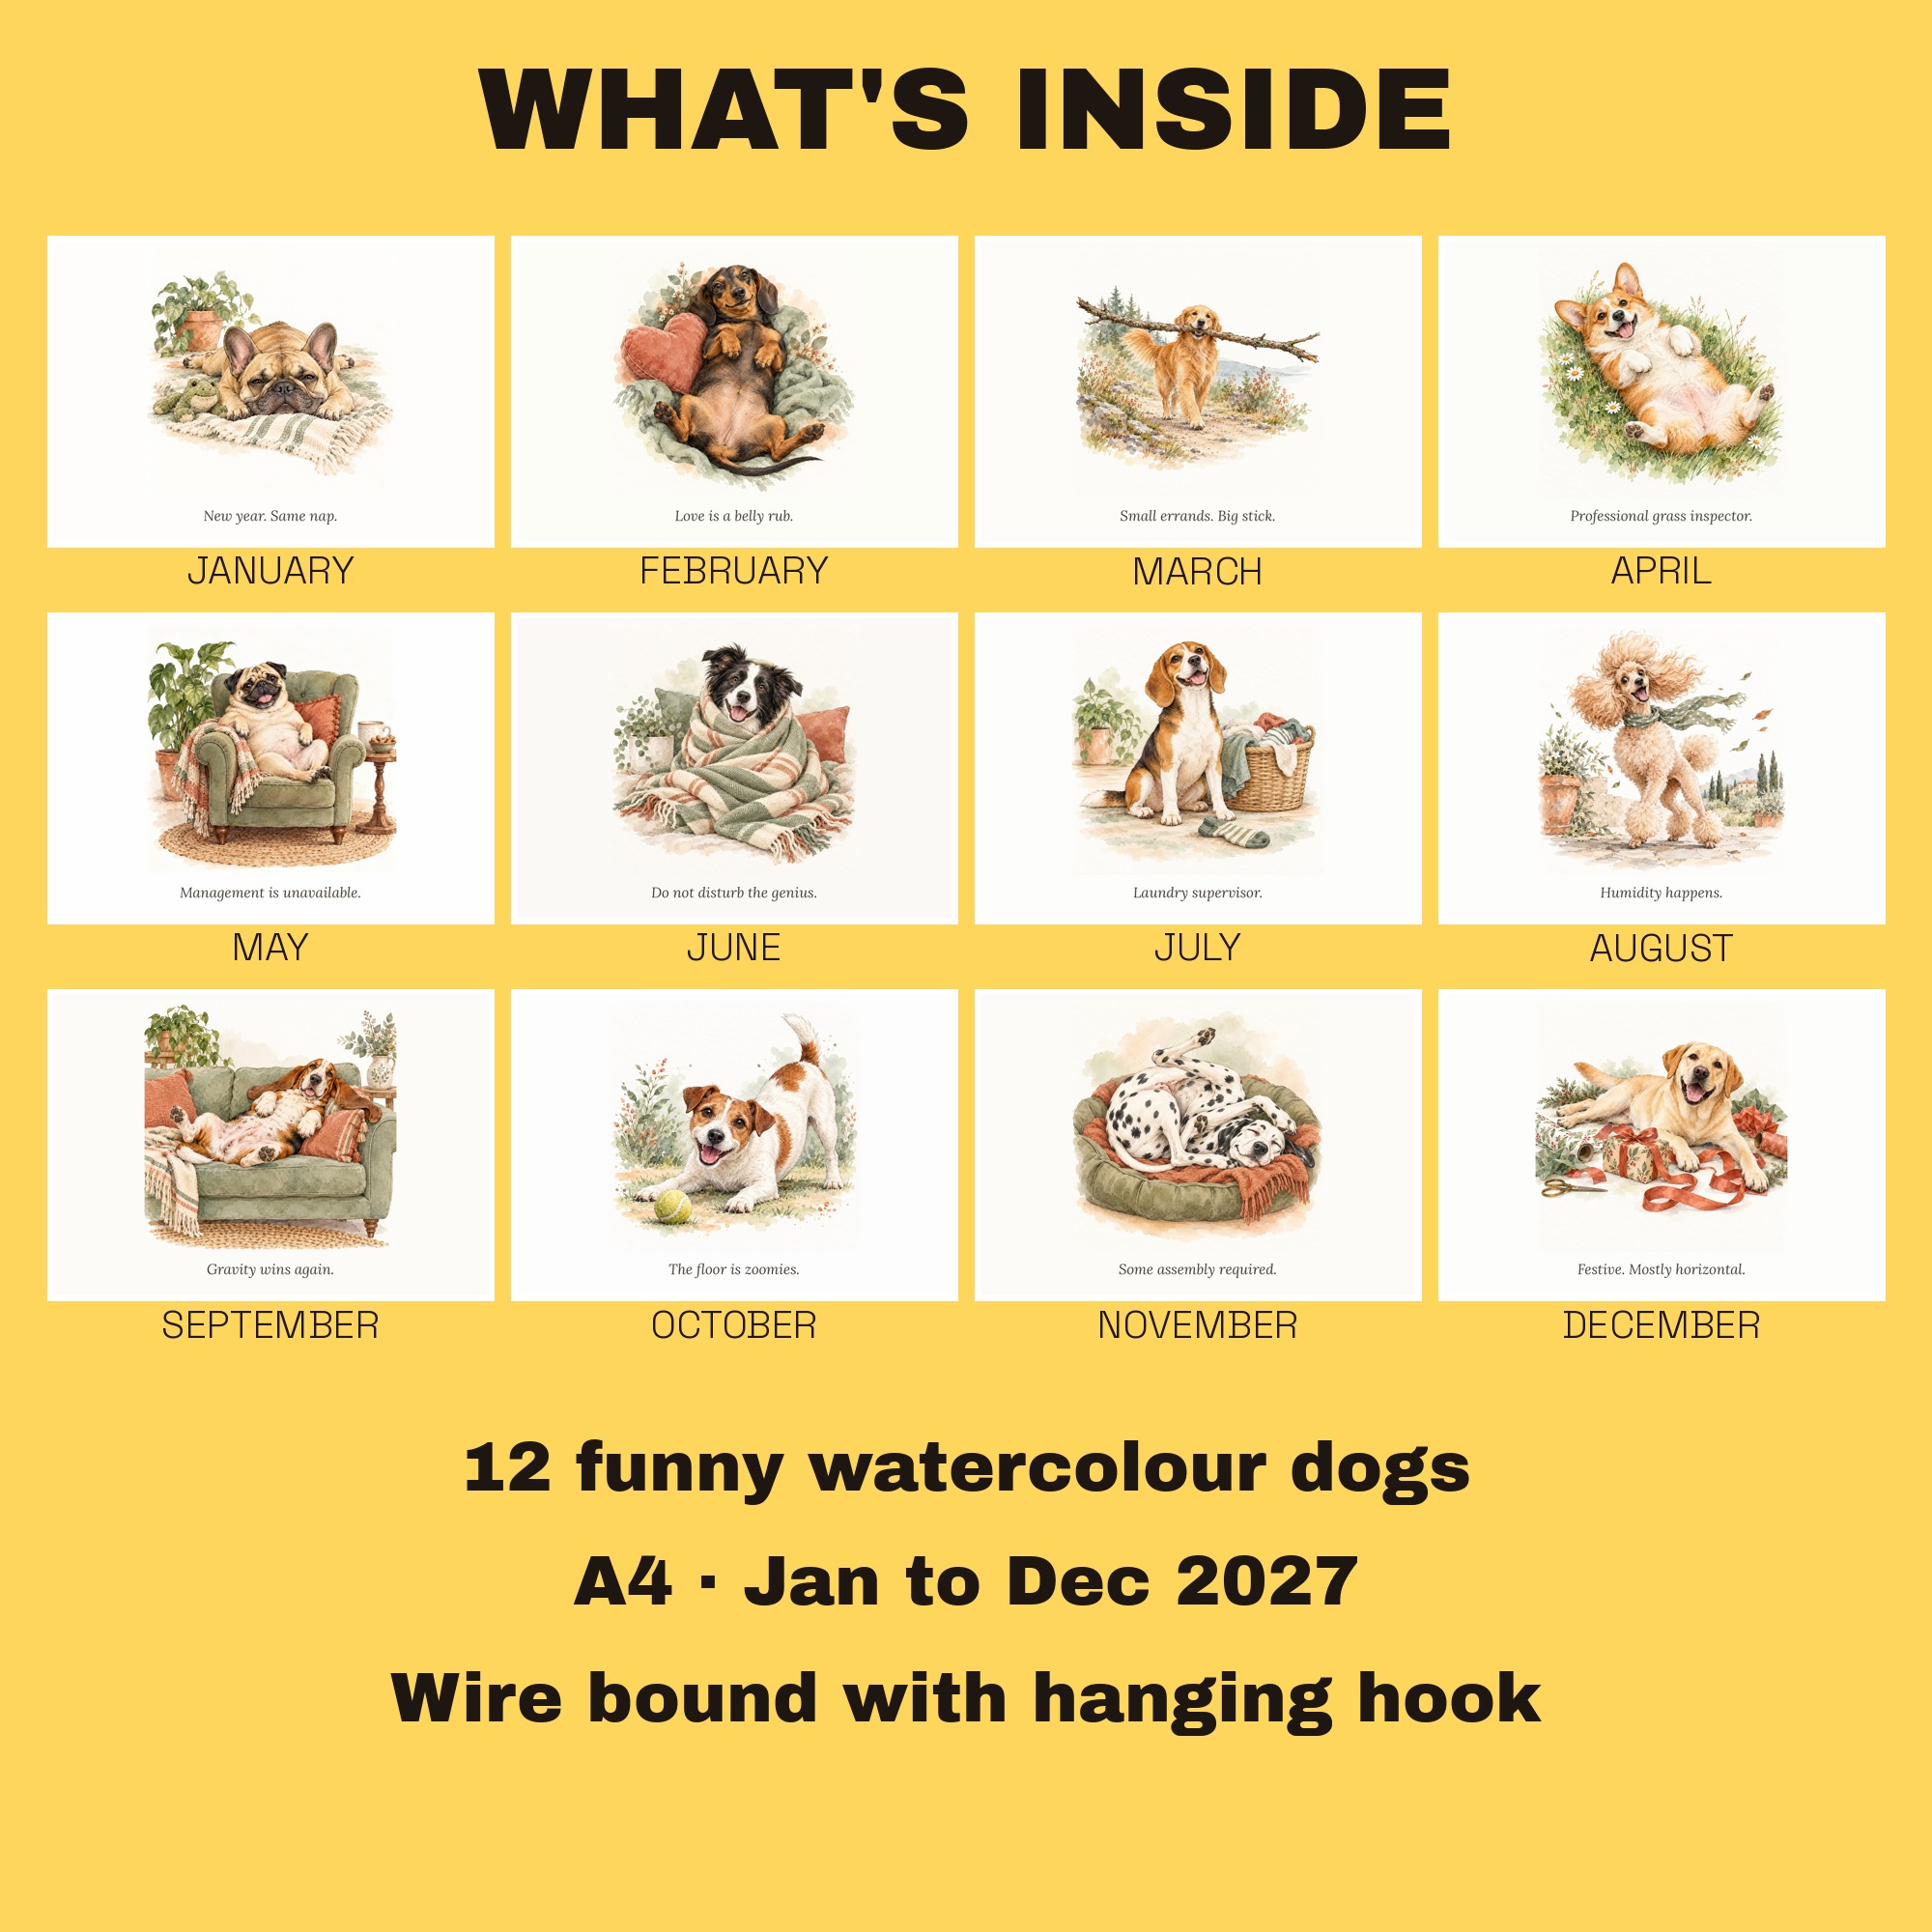 WHAT'S INSIDE
New year. Same nap.
Love is a belly rub.
Small errands. Big stick.
Professional grass inspector.
JANUARY
FEBRUARY
MARCH
APRIL
Management is unavailable.
Do not disturb the genius.
Laundry supervisor.
Humidity happens.
MAY
JUNE
JULY
AUGUST
Gravity wins again.
The floor is zoomies.
Some assembly required.
Festive. Mostly horizontal.
SEPTEMBER
OCTOBER
NOVEMBER
DECEMBER
12 funny watercolour dogs
A4 · Jan to Dec 2027
Wire bound with hanging hook